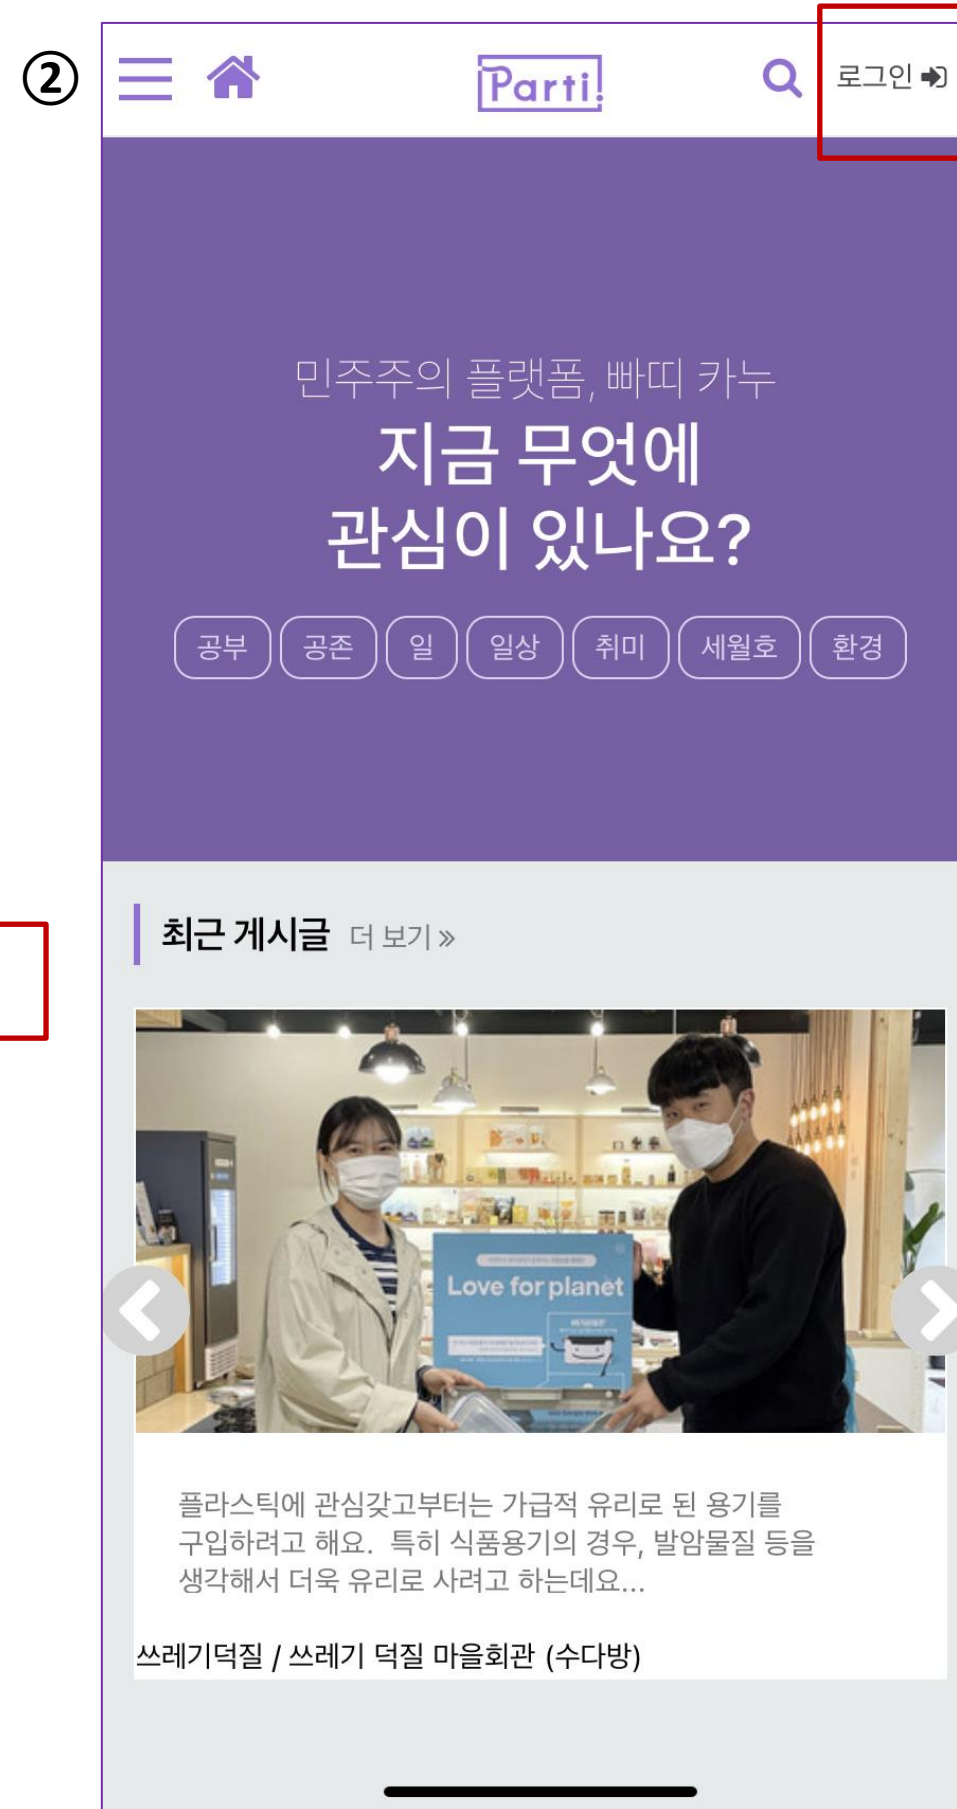 ②
Parti!
로그인
민주주의 플랫폼, 빠띠 카누
지금 무엇에
관심이 있나요?
공부 공존 일 일상 취미 세월호 환경
최근 게시글 더 보기 »
Love for planet
플라스틱에 관심갖고부터는 가급적 유리로 된 용기를
구입하려고 해요. 특히 식품용기의 경우, 발암물질 등을
생각해서 더욱 유리로 사려고 하는데요...
쓰레기덕질 / 쓰레기 덕질 마을회관 (수다방)